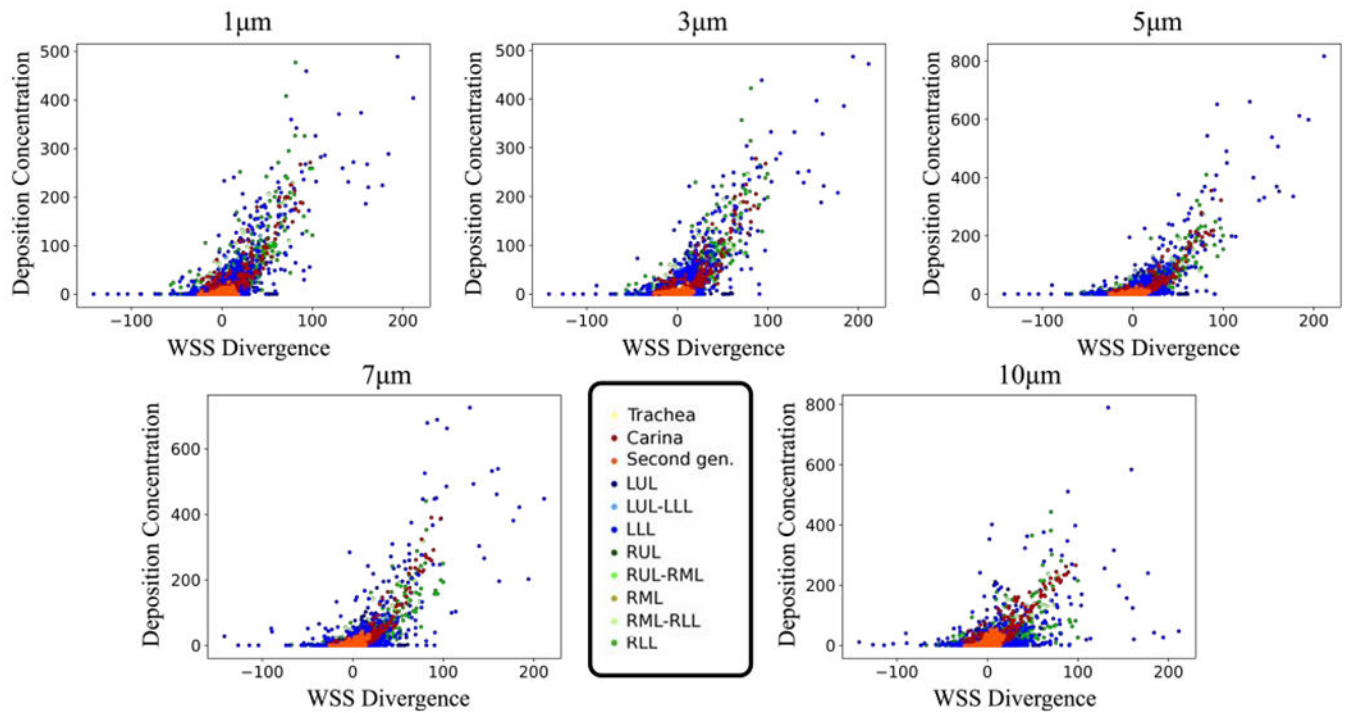 1μm
Deposition Concentration
500
400
300
200
100
0
−100
0
100
200
WSS Divergence
3μm
Deposition Concentration
500
400
300
200
100
0
−100
0
100
200
WSS Divergence
5μm
Deposition Concentration
800
600
400
200
0
−100
0
100
200
WSS Divergence
7μm
Deposition Concentration
600
400
200
0
−100
0
100
200
WSS Divergence
Trachea
Carina
Second gen.
LUL
LUL-LLL
LLL
RUL
RUL-RML
RML
RML-RLL
RLL
10μm
Deposition Concentration
800
600
400
200
0
−100
0
100
200
WSS Divergence